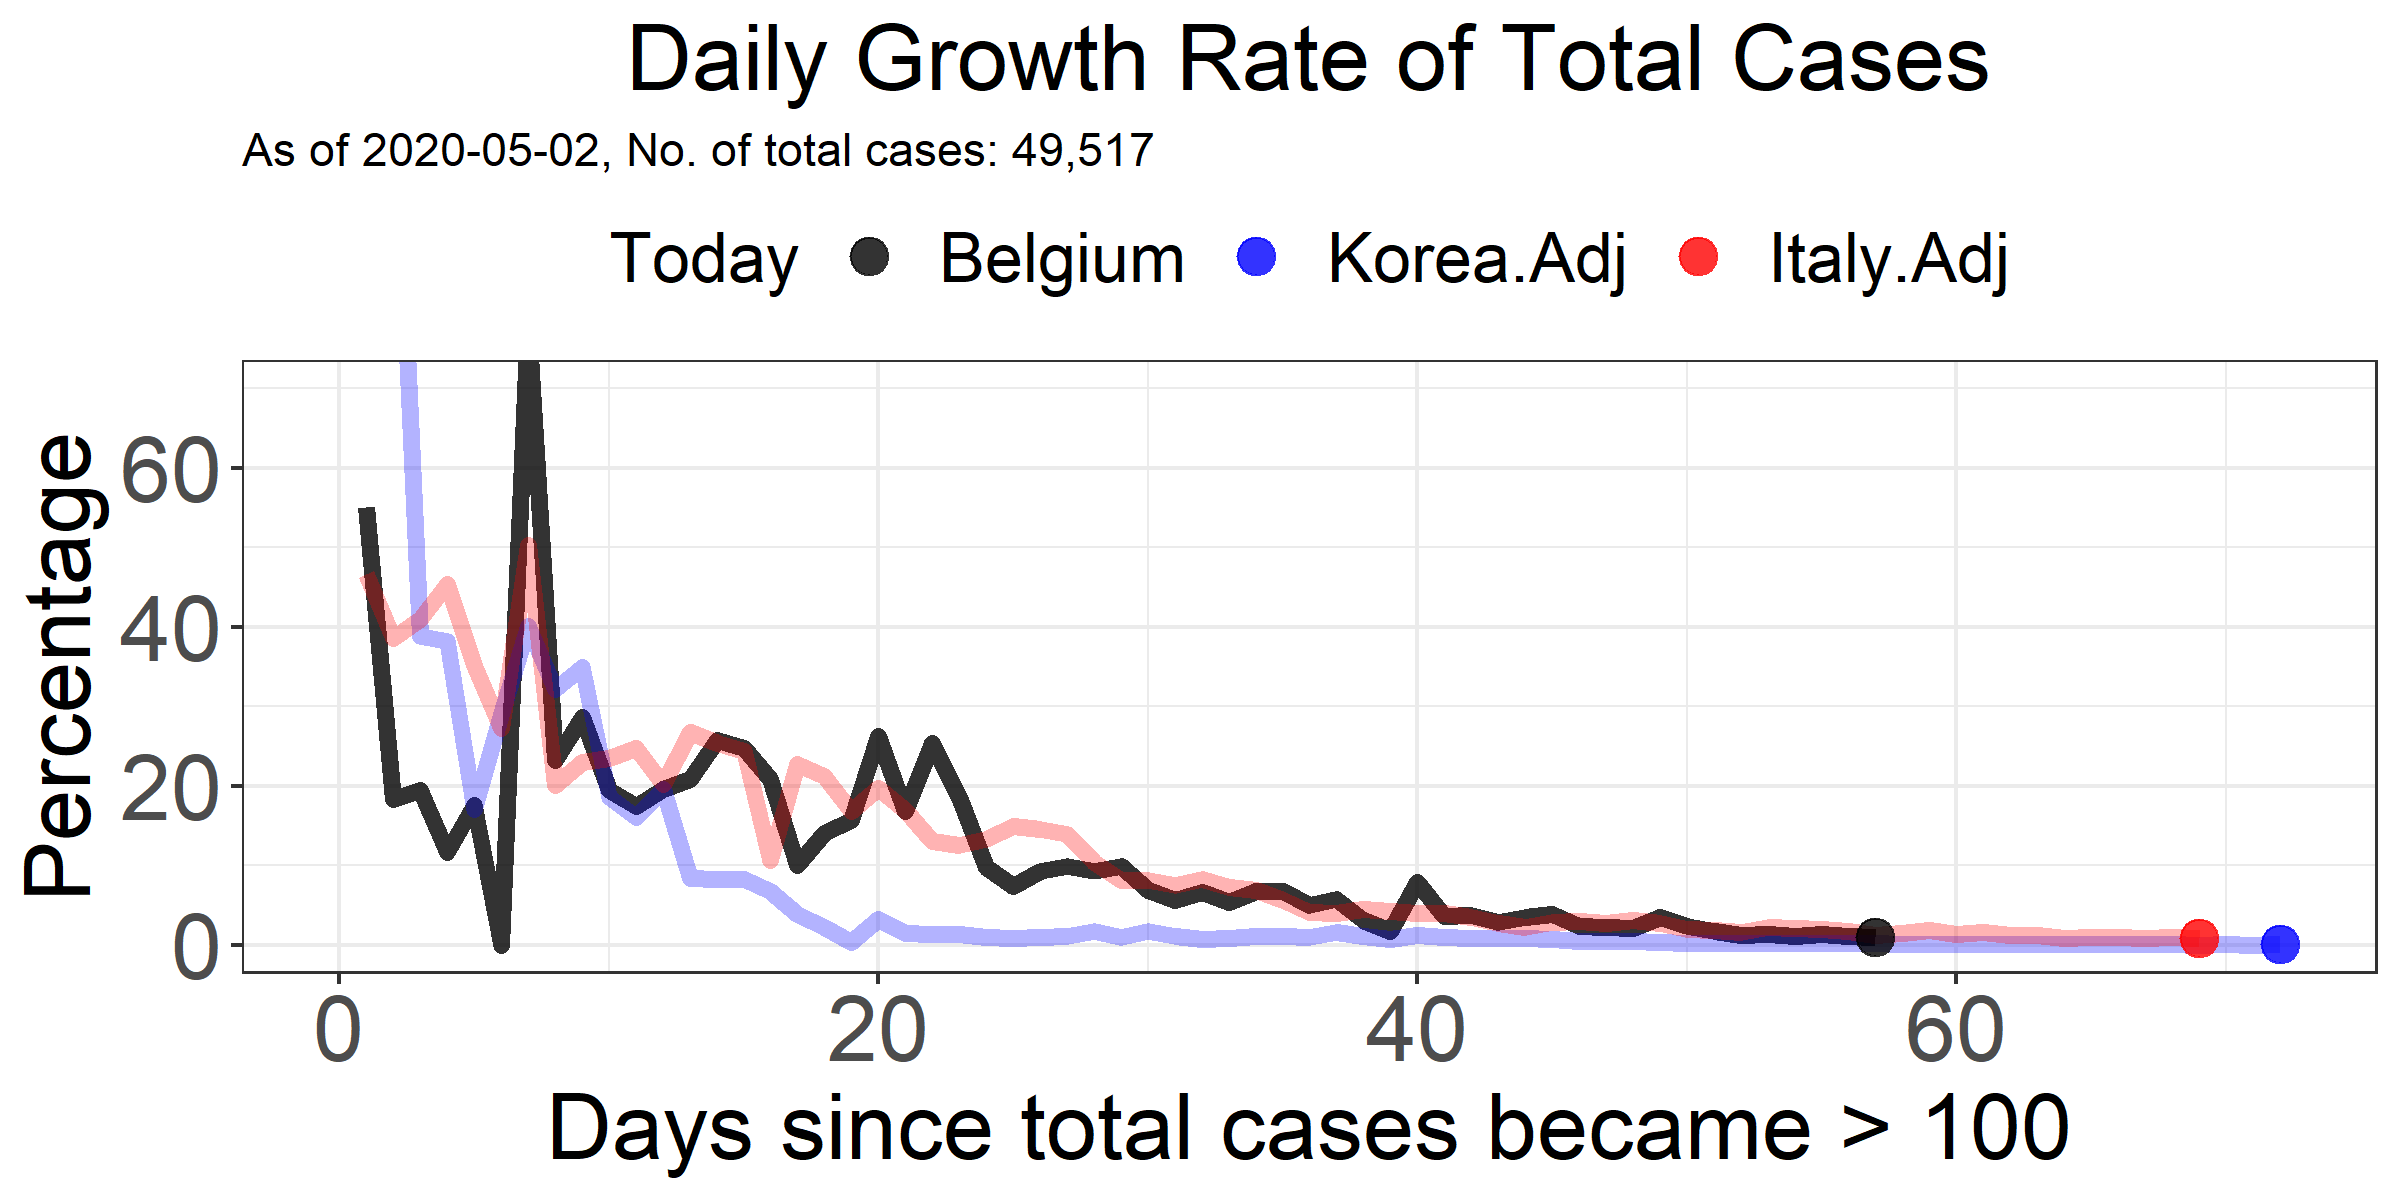 Daily Growth Rate of Total Cases
As of 2020-05-02, No. of total cases: 49,517
Today Belgium Korea.Adj Italy.Adj
Percentage
60
40
20
0
0 20 40 60
Days since total cases became > 100